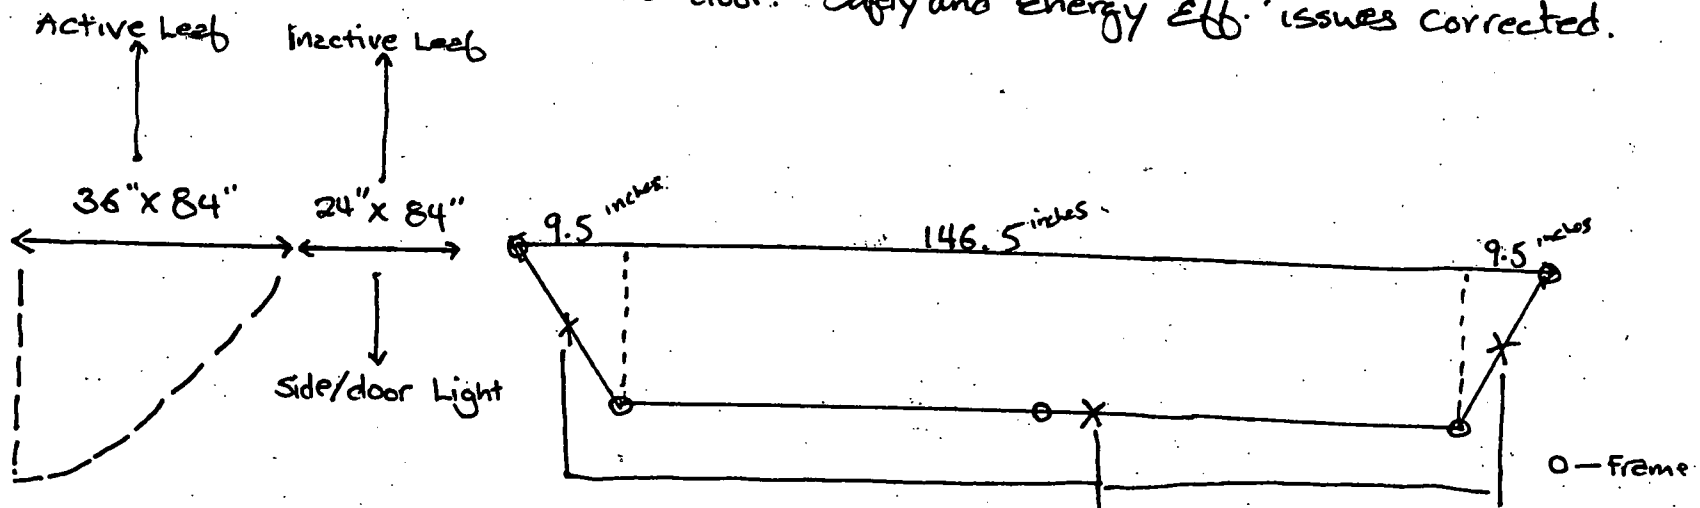 door. Safety and Energy Eff. issues corrected.
Active Leaf
Inactive Leaf
36"X 84"
24"X 84"
9.5 inches
146.5 inches
9.5 inches
Side/door Light
O — Frame